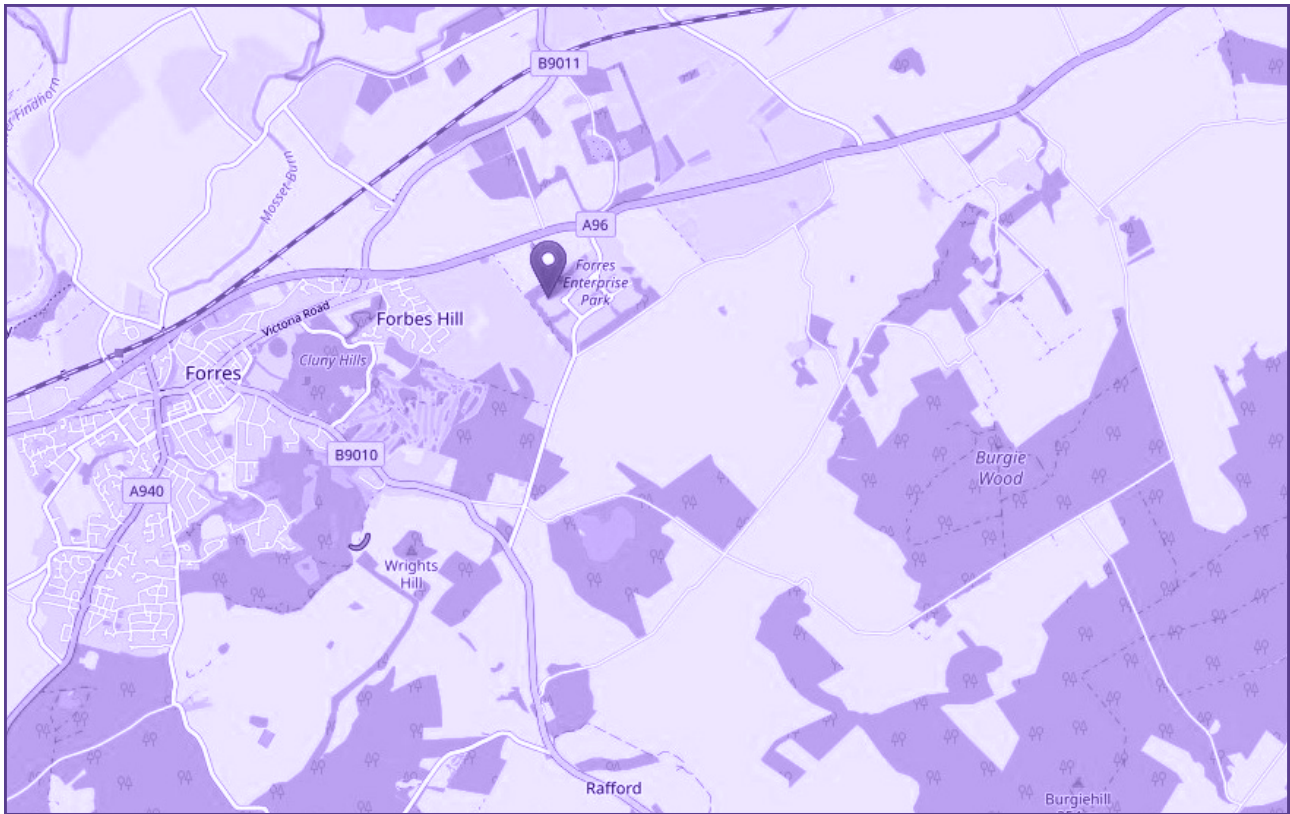 B9011
Findhorn
Mosset Burn
A96
Forres
Enterprise
Park
Victoria Road
Forbes Hill
Cluny Hills
Forres
B9010
A940
Burgie
Wood
Wrights
Hill
Rafford
Burgiehill